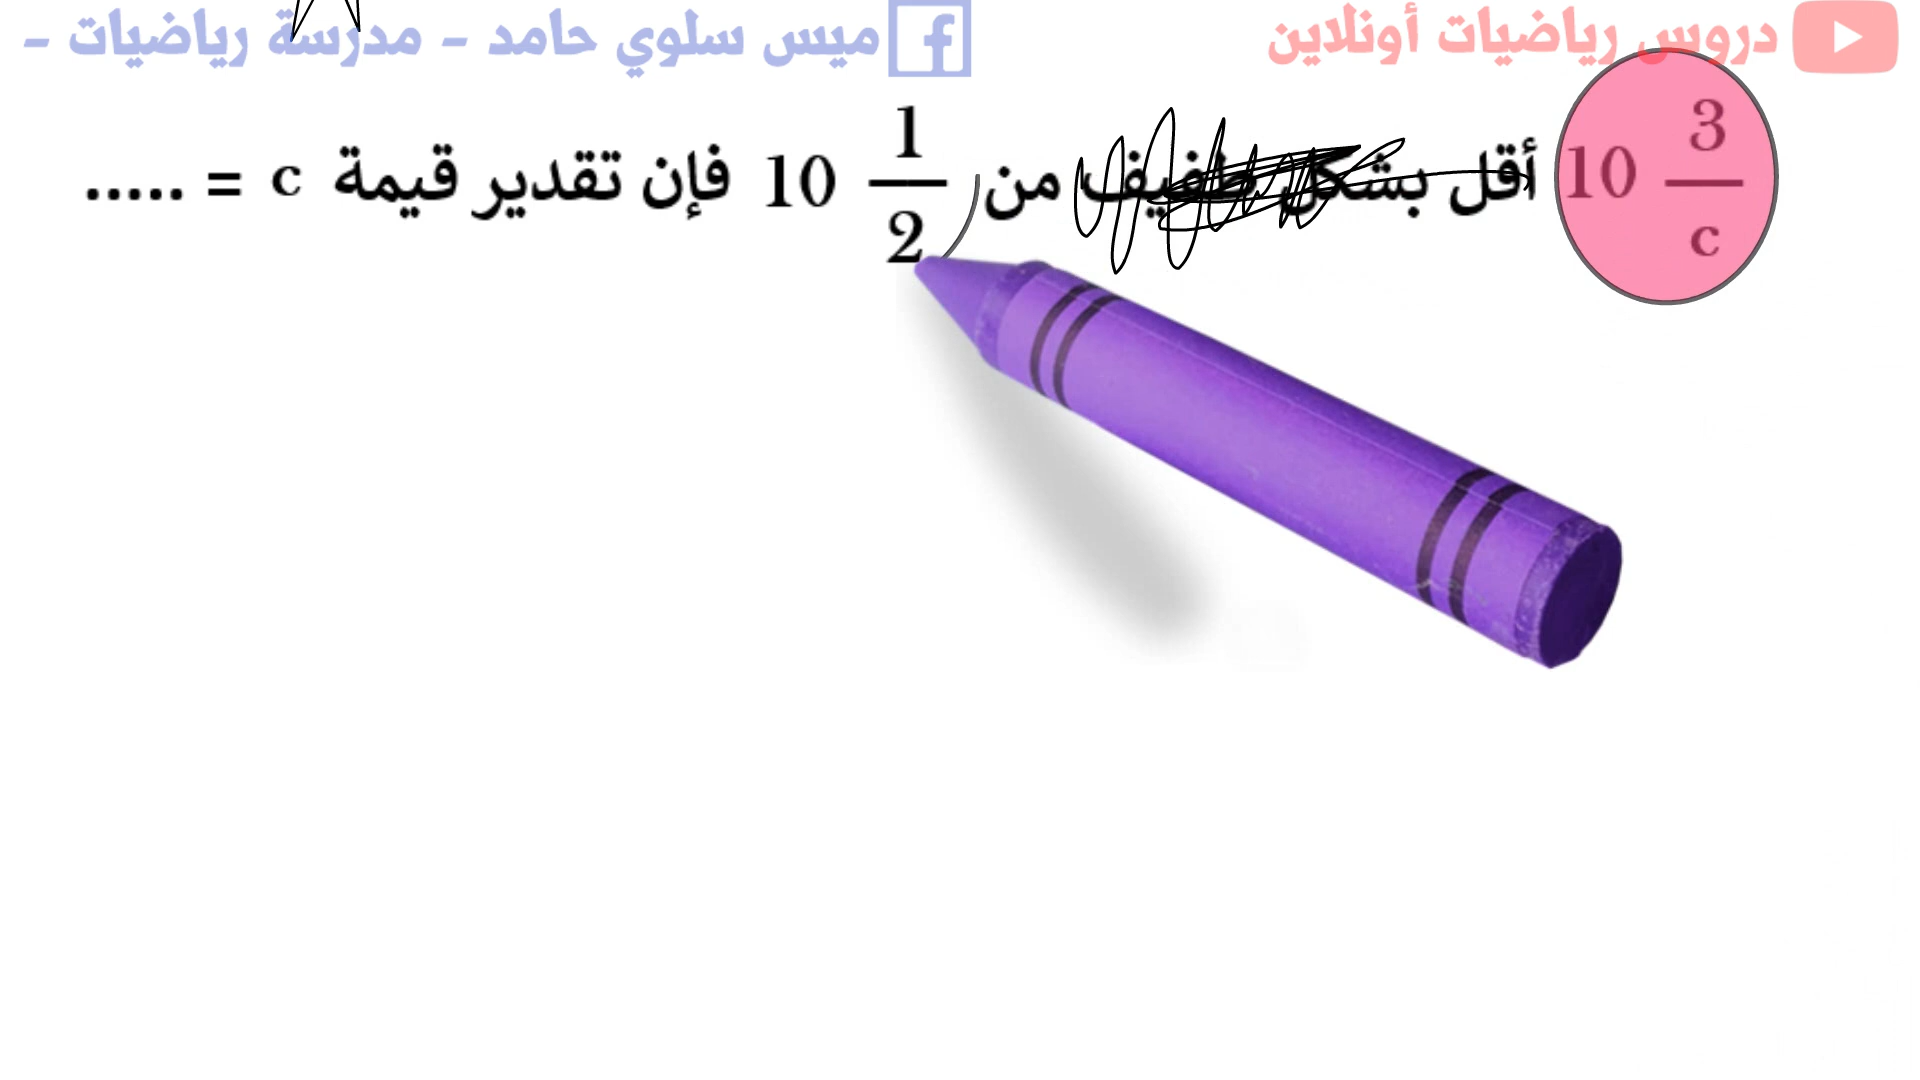 دروس رياضيات أونلاين ميس سلوي حامد - مدرسة رياضيات -
10 3/c أقل بشكل طفيف من 10 1/2 فإن تقدير قيمة c = .....